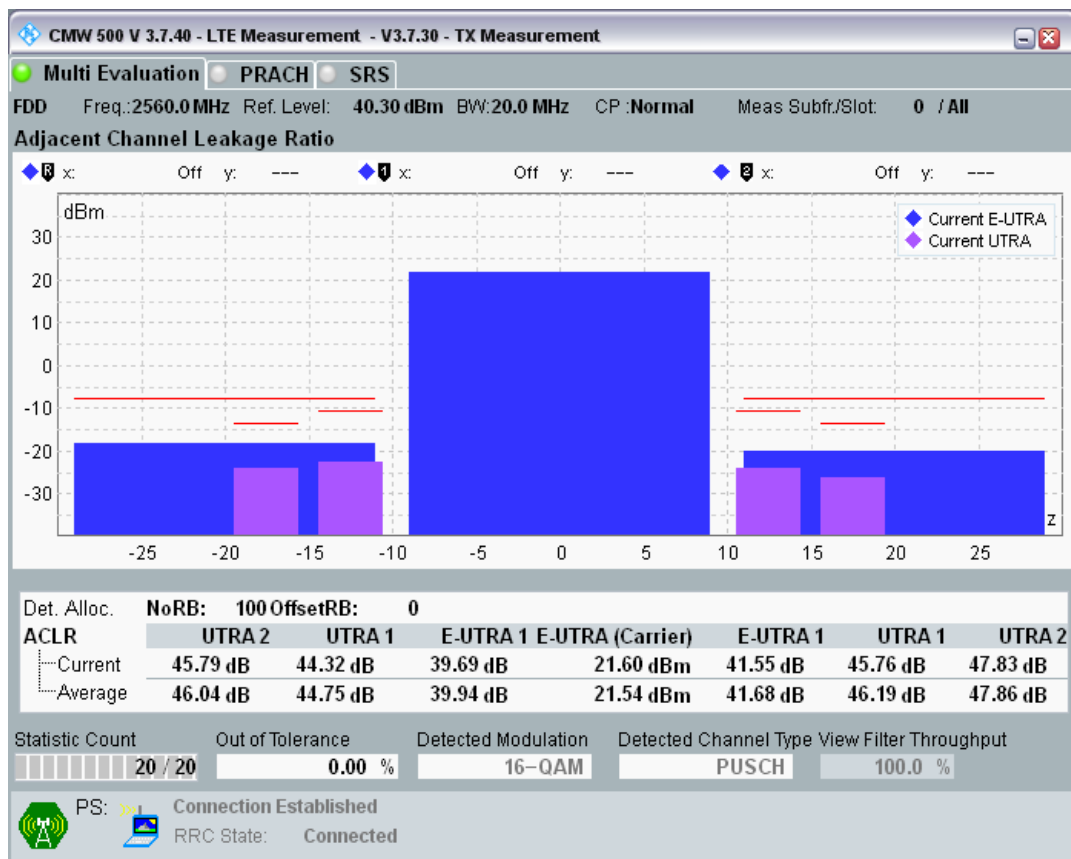 CMW 500 V 3.7.40 - LTE Measurement - V3.7.30 - TX Measurement
Multi Evaluation PRACH SRS
FDD Freq.:2560.0 MHz Ref. Level: 40.30 dBm BW:20.0 MHz CP :Normal Meas Subfr./Slot: 0 / All
Adjacent Channel Leakage Ratio
R x: Off y: --- 1 x: Off y: --- 2 x: Off y: ---
dBm
Current E-UTRA
Current UTRA
30
20
10
0
-10
-20
-30
z
-25 -20 -15 -10 -5 0 5 10 15 20 25
Det. Alloc. NoRB: 100 OffsetRB: 0
ACLR UTRA 2 UTRA 1 E-UTRA 1 E-UTRA (Carrier) E-UTRA 1 UTRA 1 UTRA 2
Current 45.79 dB 44.32 dB 39.69 dB 21.60 dBm 41.55 dB 45.76 dB 47.83 dB
Average 46.04 dB 44.75 dB 39.94 dB 21.54 dBm 41.68 dB 46.19 dB 47.86 dB
Statistic Count Out of Tolerance Detected Modulation Detected Channel Type View Filter Throughput
20 / 20 0.00 % 16-QAM PUSCH 100.0 %
PS: Connection Established
RRC State: Connected